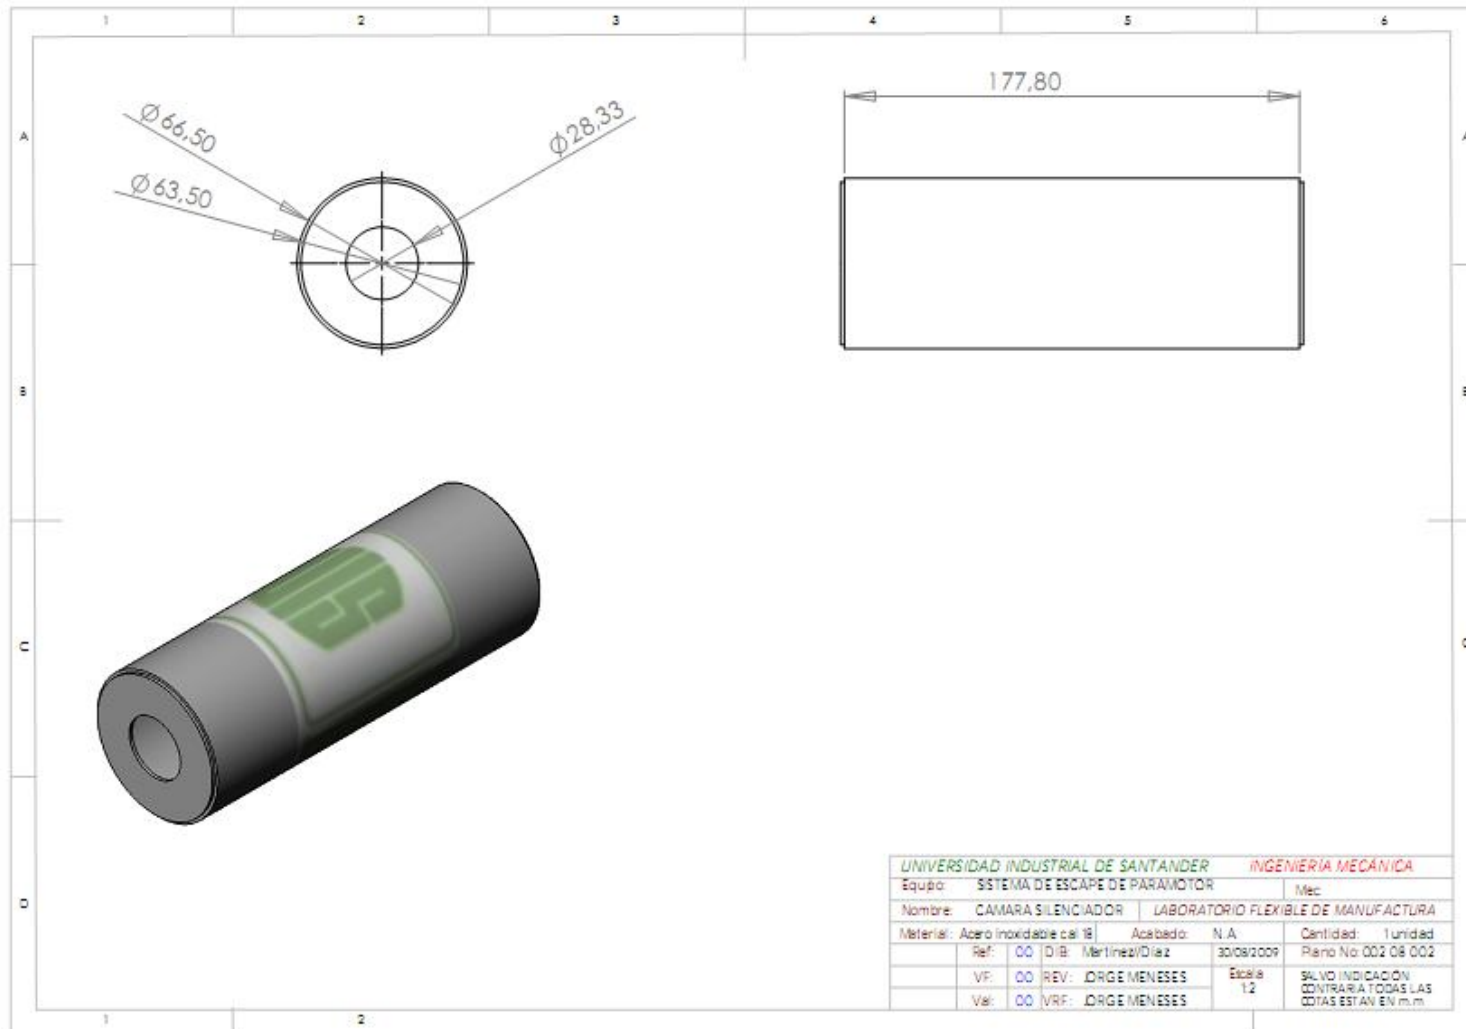 1 2 3 4 5 6
177,80
Ø66,50
Ø28,33
Ø63,50
A
B
C
D
UNIVERSIDAD INDUSTRIAL DE SANTANDER INGENIERÍA MECÁNICA
Equipo: SISTEMA DE ESCAPE DE PARAMOTOR Mec
Nombre: CAMARA SILENCIADOR LABORATORIO FLEXIBLE DE MANUFACTURA
Material: Acero Inoxidable cal 18 Acabado: N.A Cantidad: 1 unidad
Ref: 00 DIB: Martinez/Díaz 30/08/2009 Plano No: 002 08 002
VF: 00 REV: JORGE MENESES Escala 1:2 SALVO INDICACIÓN
CONTRARIA TODAS LAS
Val: 00 VRF: JORGE MENESES COTAS ESTAN EN m.m
1 2